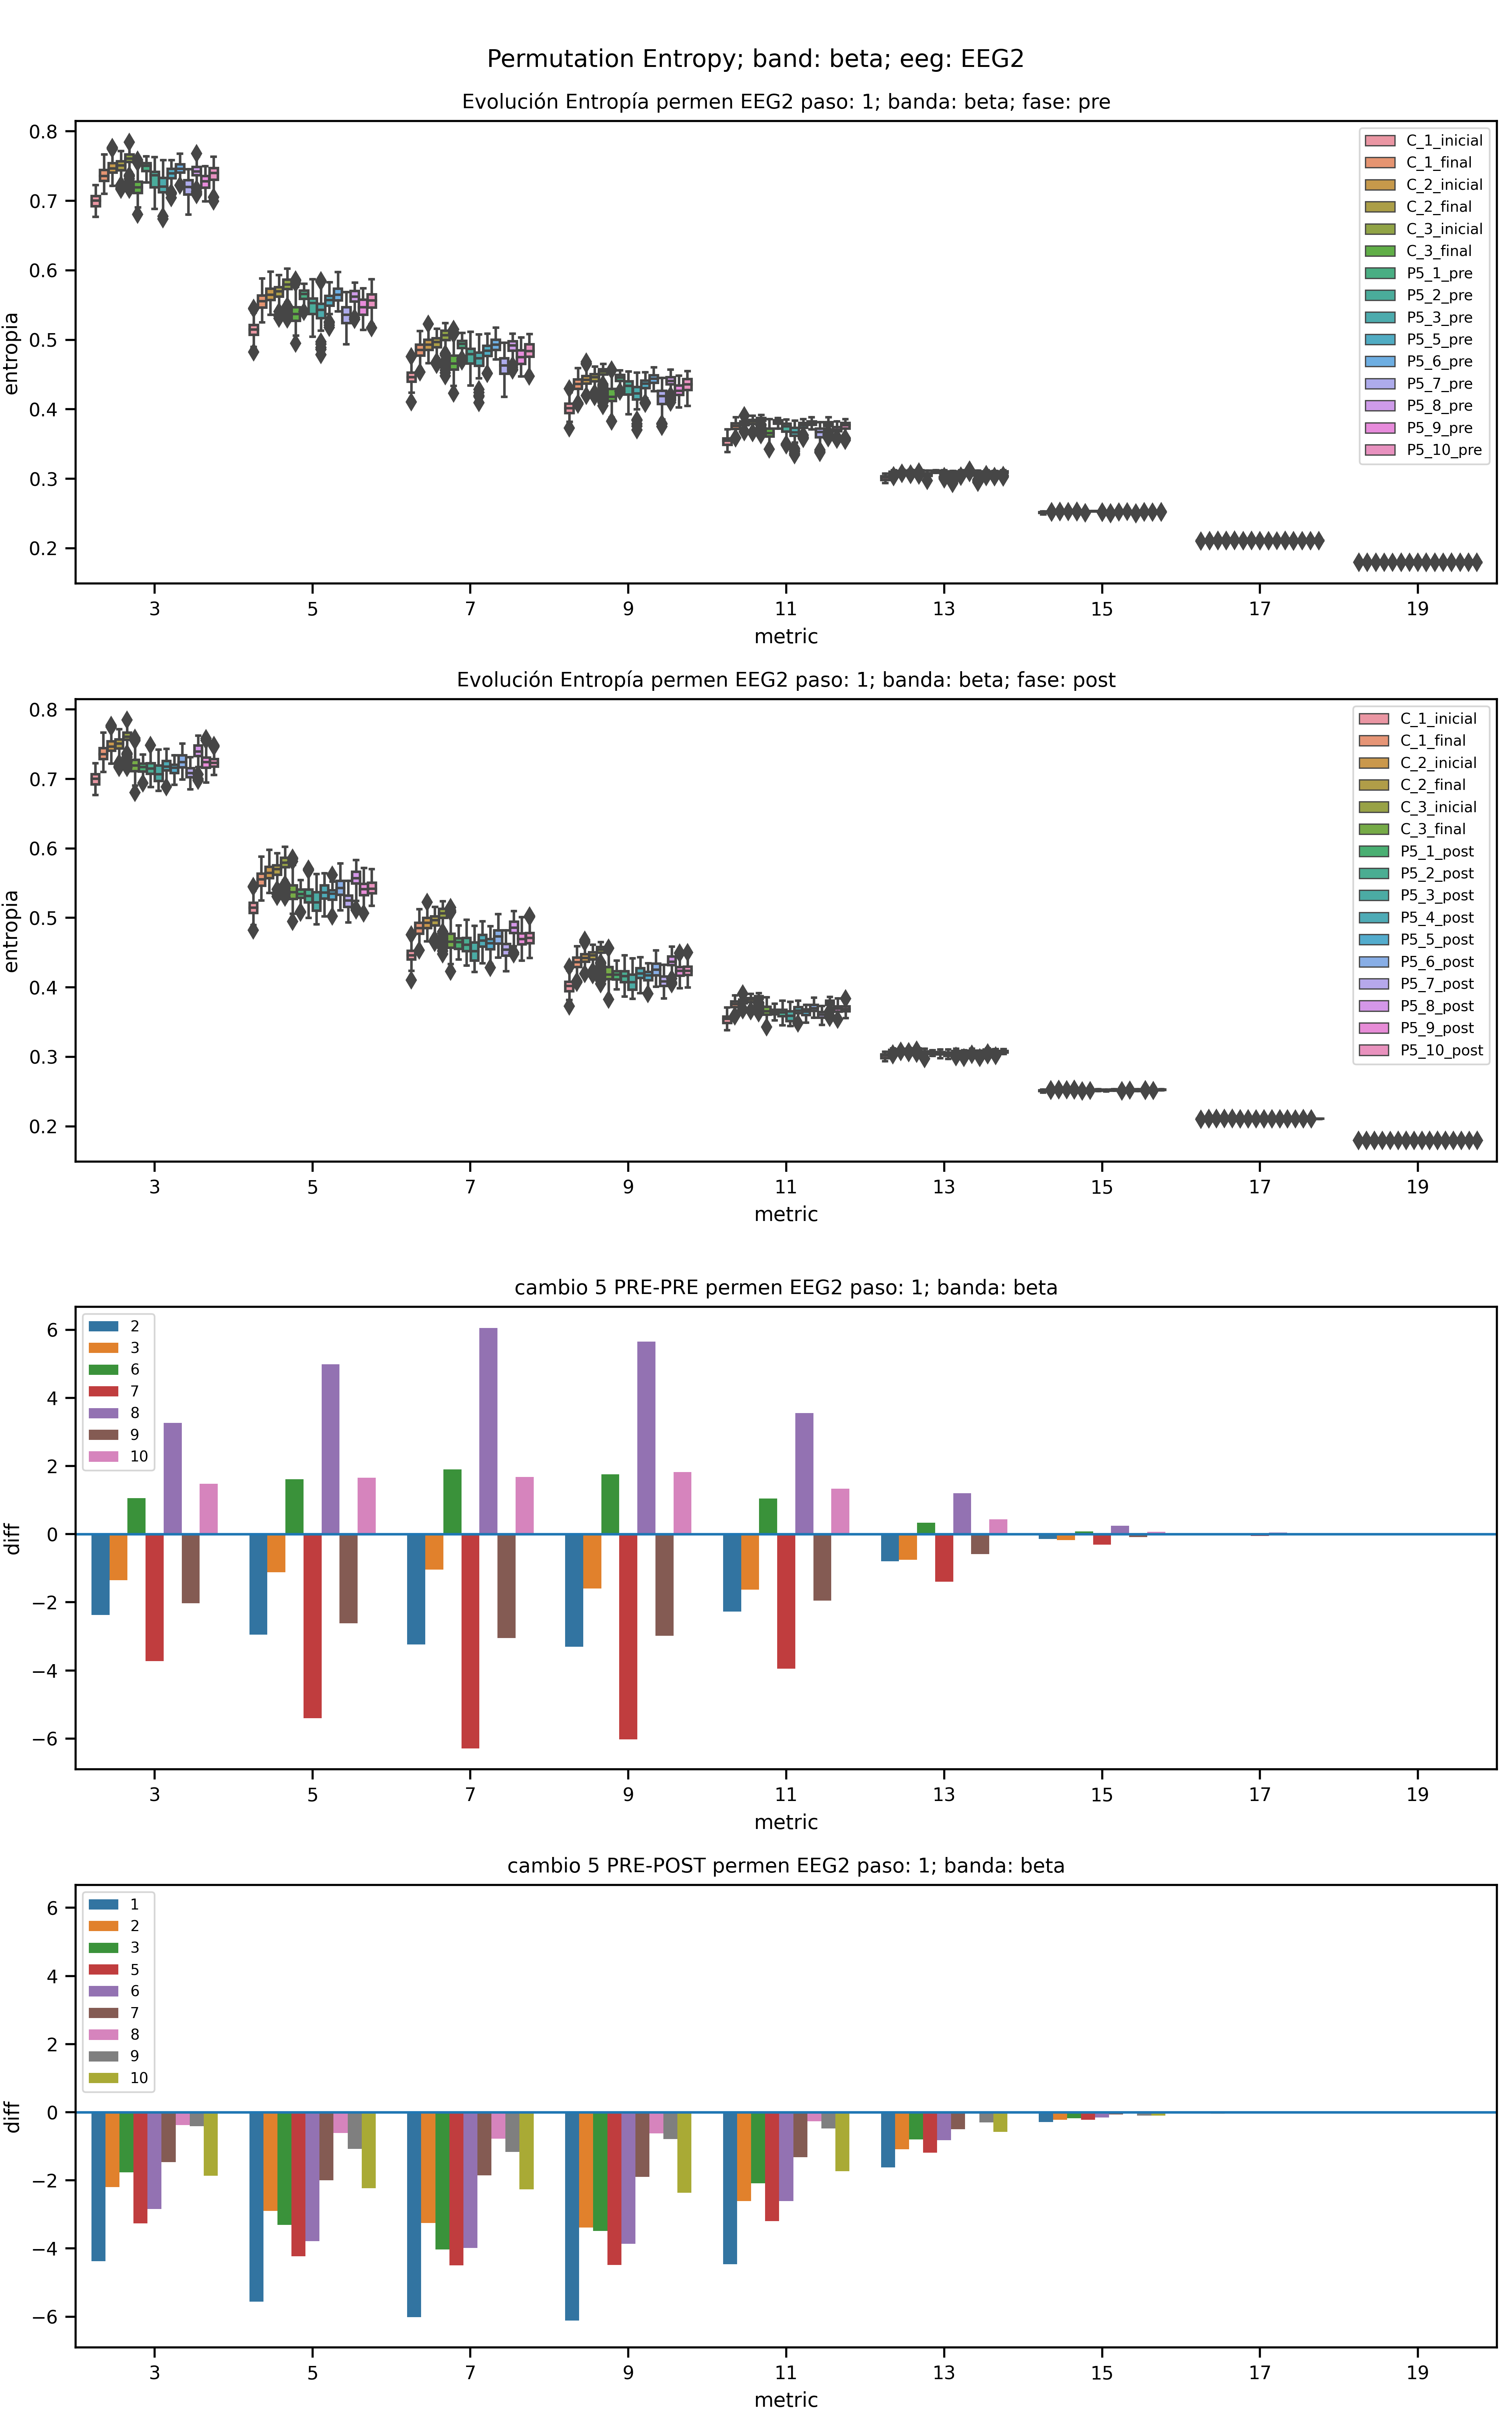 Permutation Entropy; band: beta; eeg: EEG2
Evolución Entropía permen EEG2 paso: 1; banda: beta; fase: pre
0.8
0.7
0.6
0.5
0.4
0.3
0.2
entropia
C_1_inicial
C_1_final
C_2_inicial
C_2_final
C_3_inicial
C_3_final
P5_1_pre
P5_2_pre
P5_3_pre
P5_5_pre
P5_6_pre
P5_7_pre
P5_8_pre
P5_9_pre
P5_10_pre
3 5 7 9 11 13 15 17 19
metric
Evolución Entropía permen EEG2 paso: 1; banda: beta; fase: post
0.8
0.7
0.6
0.5
0.4
0.3
0.2
entropia
C_1_inicial
C_1_final
C_2_inicial
C_2_final
C_3_inicial
C_3_final
P5_1_post
P5_2_post
P5_3_post
P5_4_post
P5_5_post
P5_6_post
P5_7_post
P5_8_post
P5_9_post
P5_10_post
3 5 7 9 11 13 15 17 19
metric
cambio 5 PRE-PRE permen EEG2 paso: 1; banda: beta
6
4
2
0
−2
−4
−6
diff
2
3
6
7
8
9
10
3 5 7 9 11 13 15 17 19
metric
cambio 5 PRE-POST permen EEG2 paso: 1; banda: beta
6
4
2
0
−2
−4
−6
diff
1
2
3
5
6
7
8
9
10
3 5 7 9 11 13 15 17 19
metric